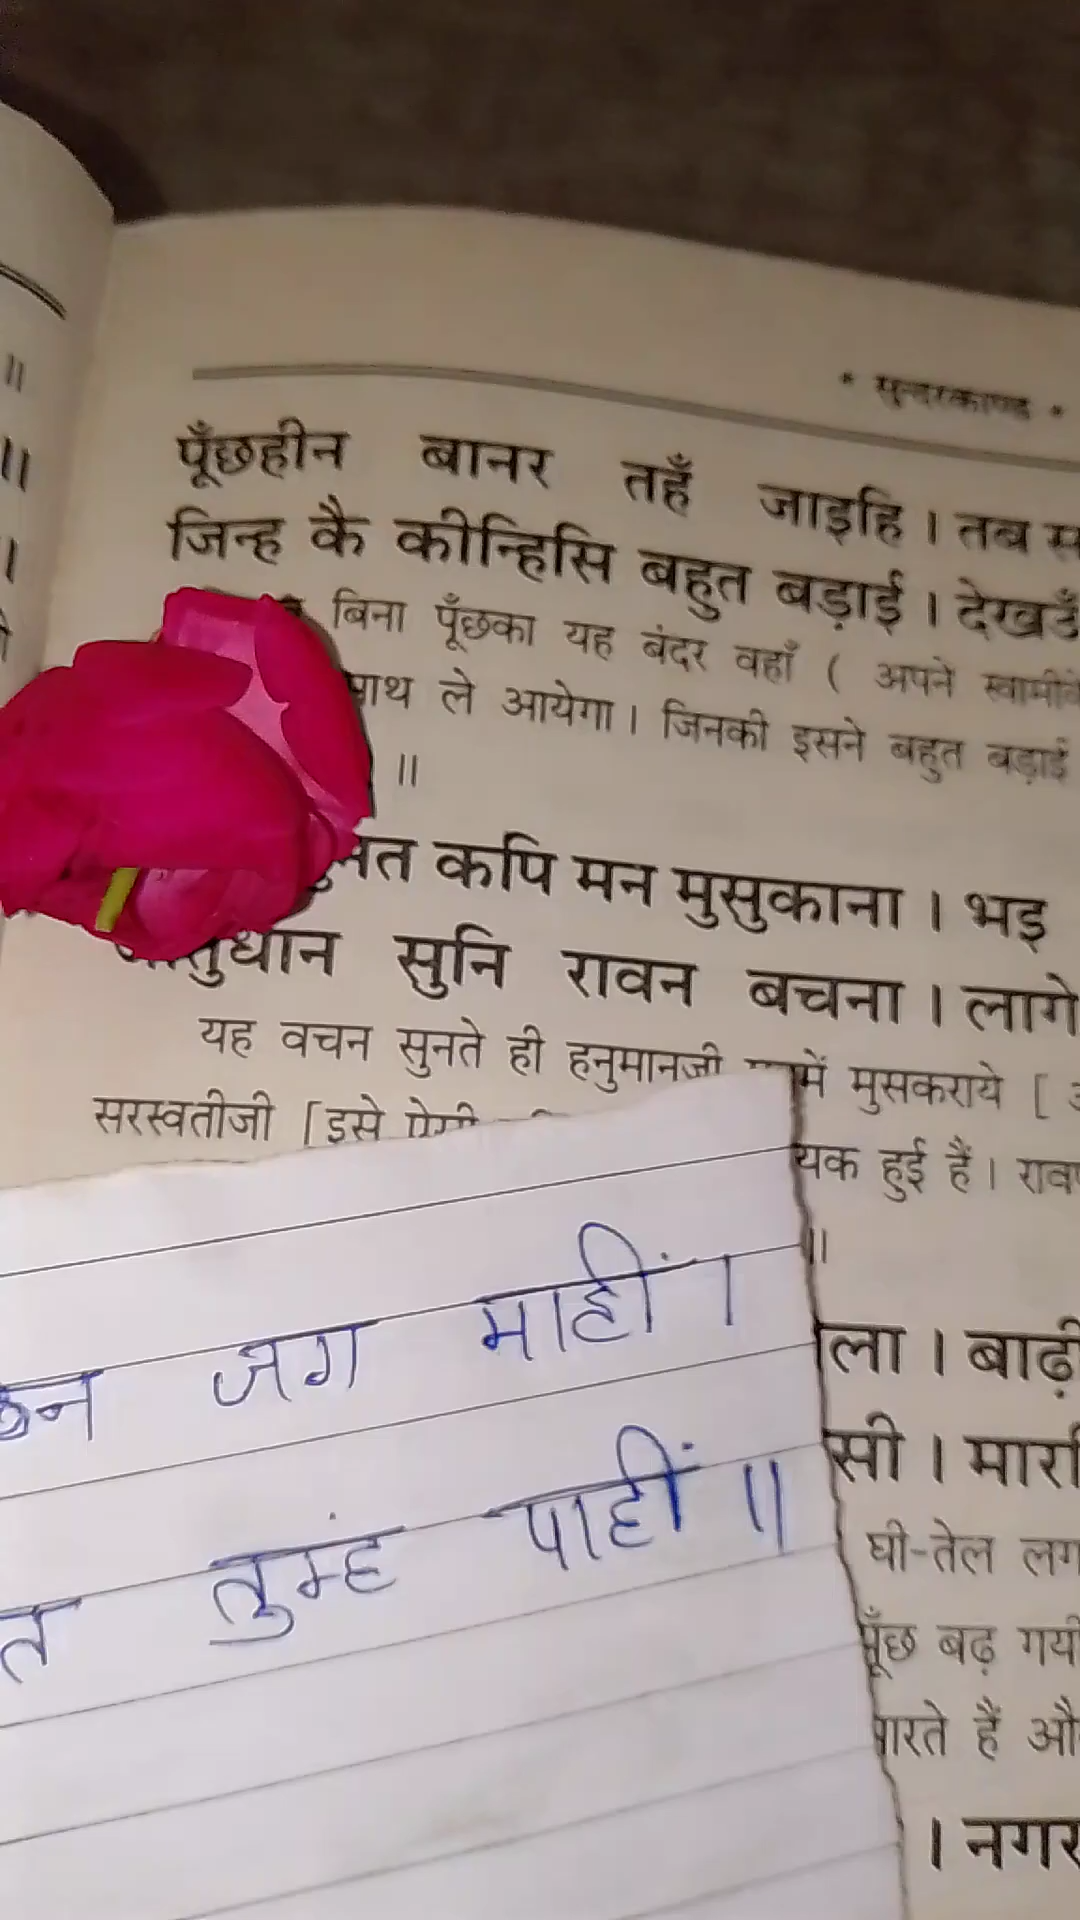 * सुन्दरकाण्ड *
॥
पूँछहीन बानर तहँ जाइहि । तब
॥
जिन्ह कै कीन्हिसि बहुत बड़ाई । देखउँ
।
बिना पूँछका यह बंदर वहाँ ( अपने स्वामीके
साथ ले आयेगा । जिनकी इसने बहुत बड़ाई
॥
सुनत कपि मन मुसुकाना । भइ
जातुधान सुनि रावन बचना । लागे
यह वचन सुनते ही हनुमानजी मनमें मुसकराये [
सरस्वतीजी [ इसे ऐसी
यक हुई हैं । राव
॥
जग माहीं ।
ला । बाढ़ी
सी । मारा
त तुम्हं पाहीं ॥
घी-तेल लग
पूँछ बढ़ गयी
मारते हैं औ
। नगर